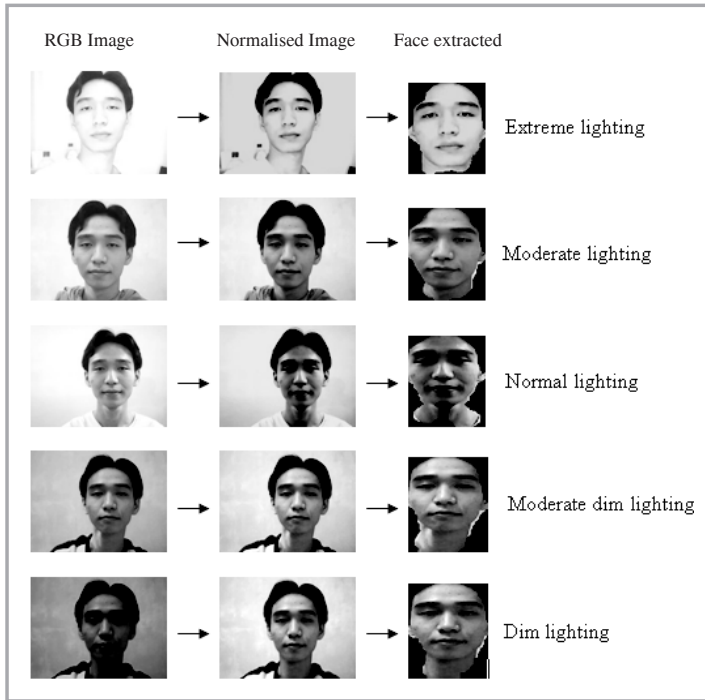 RGB Image Normalised Image Face extracted
Extreme lighting
Moderate lighting
Normal lighting
Moderate dim lighting
Dim lighting